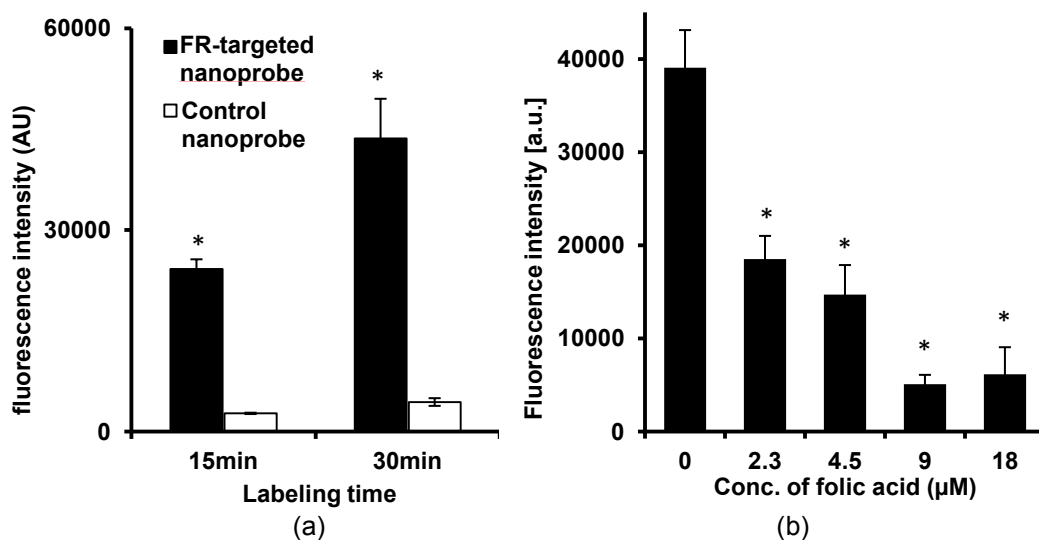 60000
30000
0
fluorescence intensity (AU)
FR-targeted
nanoprobe
Control
nanoprobe
*
*
15min
30min
Labeling time
(a)
40000
30000
20000
10000
0
Fluorescence intensity [a.u.]
*
*
*
*
0
2.3
4.5
9
18
Conc. of folic acid (µM)
(b)